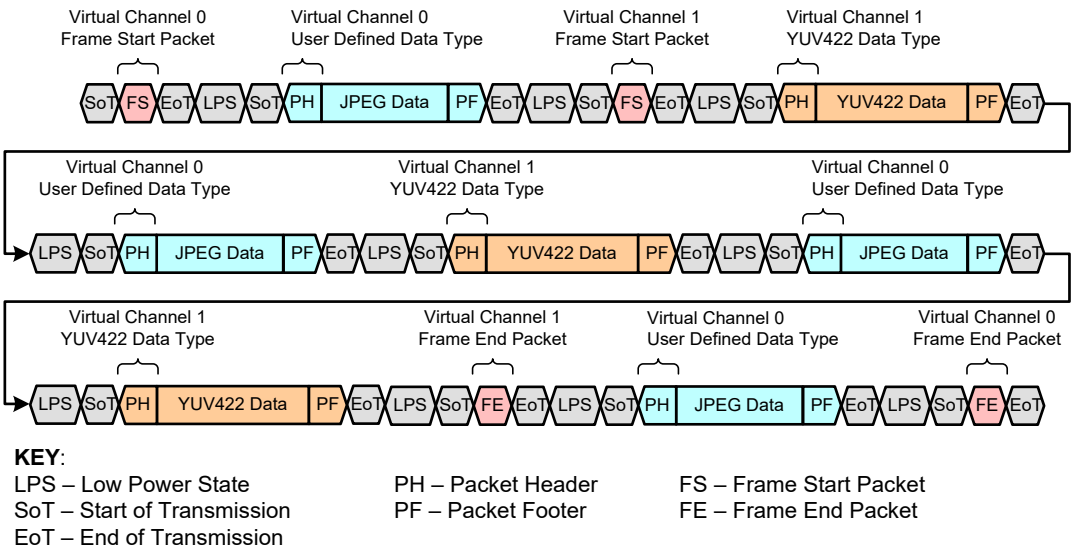 Virtual Channel 0
Frame Start Packet
Virtual Channel 0
User Defined Data Type
Virtual Channel 1
Frame Start Packet
Virtual Channel 1
YUV422 Data Type
SoT FS EoT LPS SoT PH JPEG Data PF EoT LPS SoT FS EoT LPS SoT PH YUV422 Data PF EoT
Virtual Channel 0
User Defined Data Type
Virtual Channel 1
YUV422 Data Type
Virtual Channel 0
User Defined Data Type
LPS SoT PH JPEG Data PF EoT LPS SoT PH YUV422 Data PF EoT LPS SoT PH JPEG Data PF EoT
Virtual Channel 1
YUV422 Data Type
Virtual Channel 1
Frame End Packet
Virtual Channel 0
User Defined Data Type
Virtual Channel 0
Frame End Packet
LPS SoT PH YUV422 Data PF EoT LPS SoT FE EoT LPS SoT PH JPEG Data PF EoT LPS SoT FE EoT
KEY:
LPS – Low Power State
SoT – Start of Transmission
EoT – End of Transmission
PH – Packet Header
PF – Packet Footer
FS – Frame Start Packet
FE – Frame End Packet